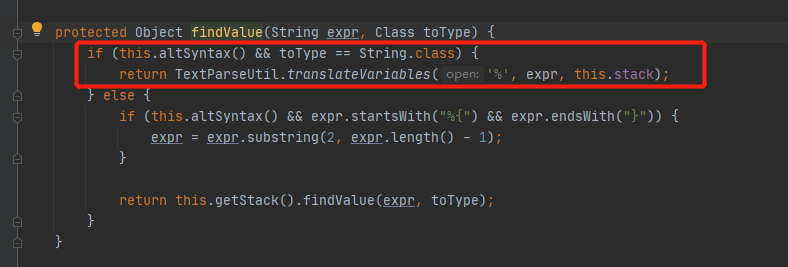 protected Object findValue(String expr, Class toType) {
if (this.altSyntax() && toType == String.class) {
return TextParseUtil.translateVariables( open: '%', expr, this.stack);
} else {
if (this.altSyntax() && expr.startsWith("%{") && expr.endsWith("}")) {
expr = expr.substring(2, expr.length() - 1);
}
return this.getStack().findValue(expr, toType);
}
}